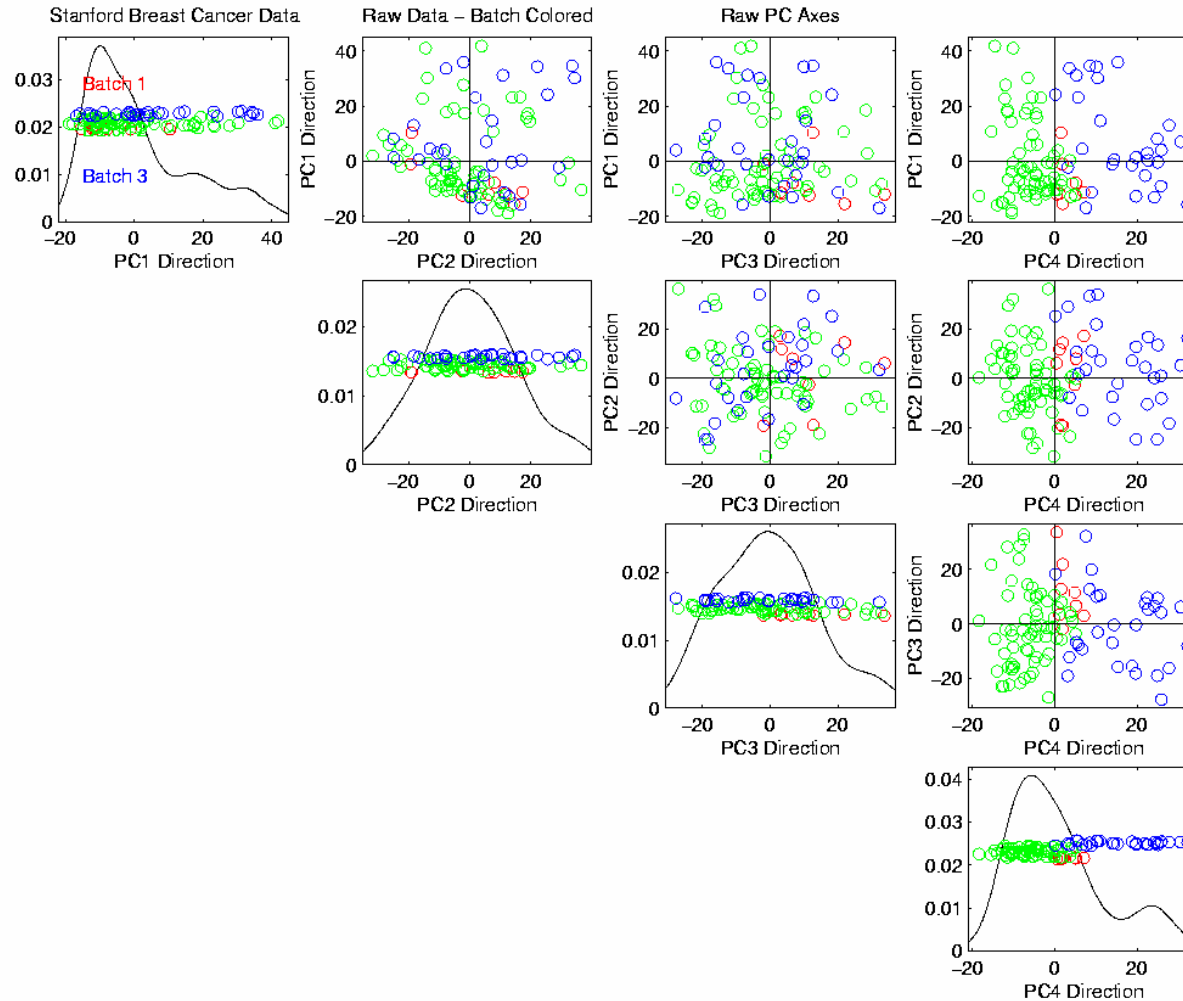 Stanford Breast Cancer Data
Raw Data − Batch Colored
Raw PC Axes
Batch 1
Batch 3
0.03
0.02
0.01
0
−20 0 20 40
PC1 Direction
PC1 Direction
40
20
0
−20
−20 0 20
PC2 Direction
PC1 Direction
40
20
0
−20
−20 0 20
PC3 Direction
PC1 Direction
40
20
0
−20
−20 0 20
PC4 Direction
0.02
0.01
0
−20 0 20
PC2 Direction
PC2 Direction
20
0
−20
−20 0 20
PC3 Direction
PC2 Direction
20
0
−20
−20 0 20
PC4 Direction
0.02
0.01
0
−20 0 20
PC3 Direction
PC3 Direction
20
0
−20
−20 0 20
PC4 Direction
0.04
0.03
0.02
0.01
0
−20 0 20
PC4 Direction